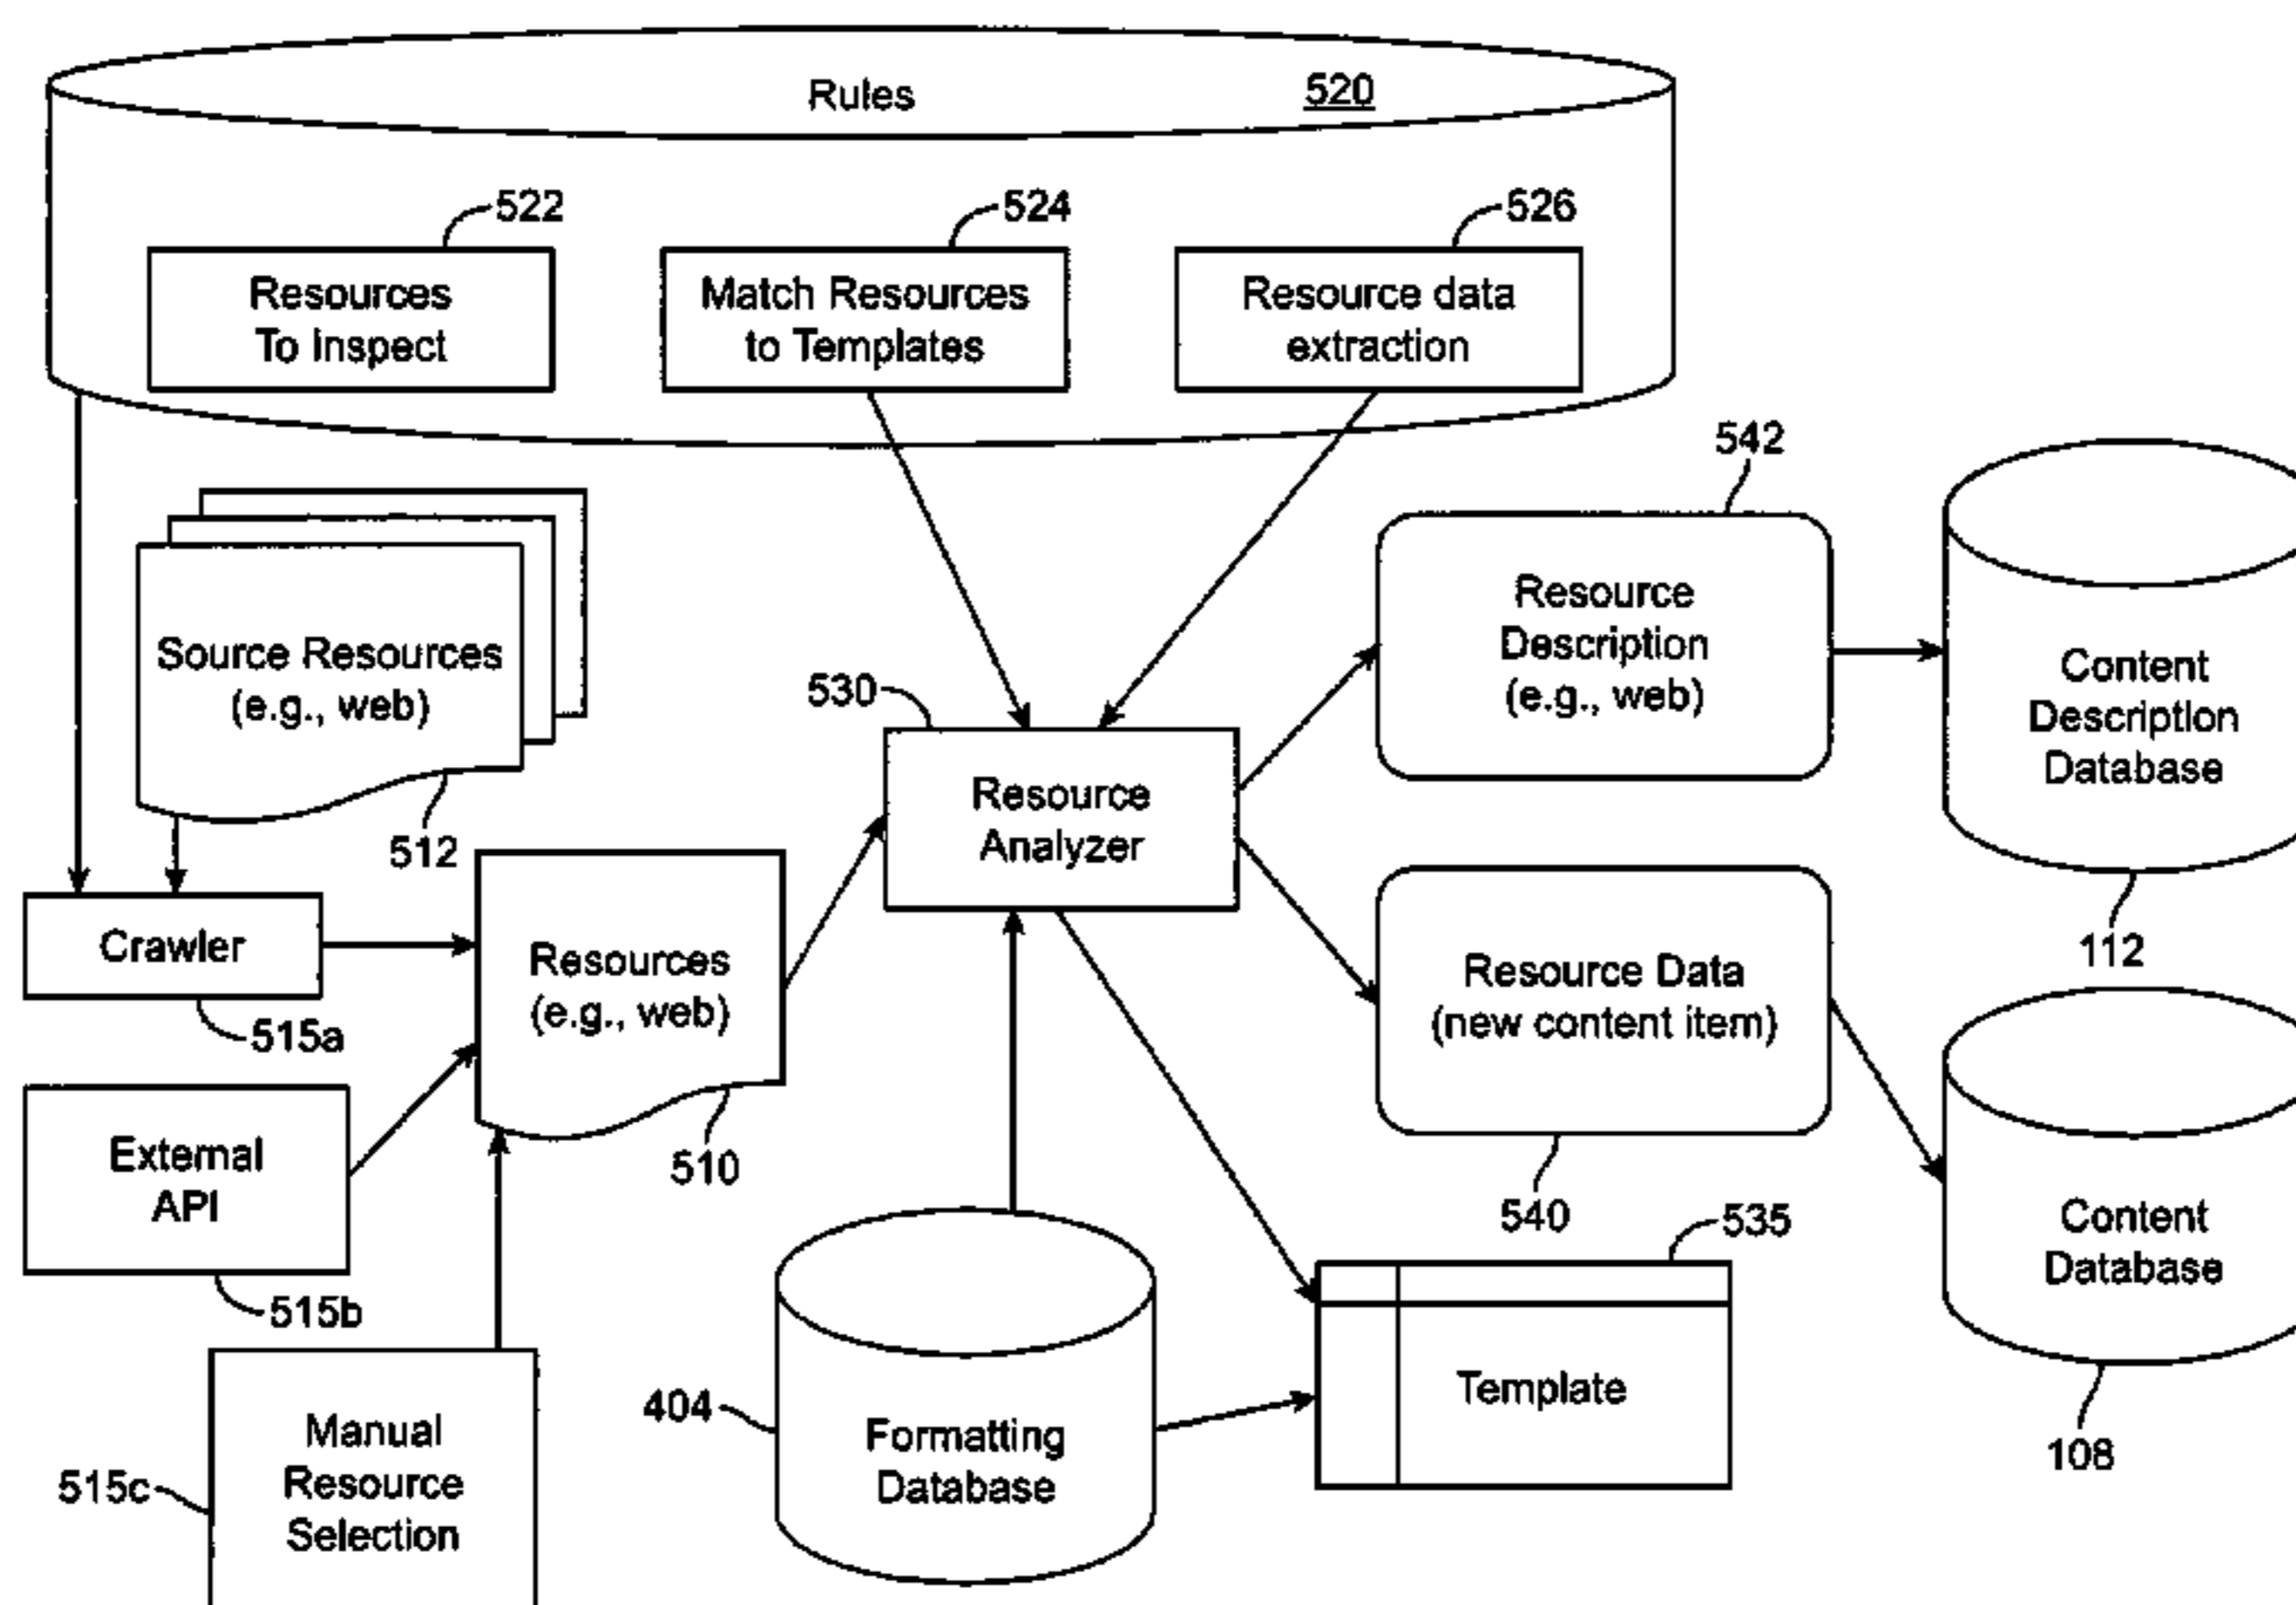 Rules
520
522
524
526
Resources
To Inspect
Match Resources
to Templates
Resource data
extraction
542
Source Resources
(e.g., web)
512
530
Resource
Analyzer
Resource
Description
(e.g., web)
Content
Description
Database
112
Crawler
515a
Resources
(e.g., web)
510
Resource Data
(new content item)
540
External
API
515b
535
Content
Database
108
Manual
Resource
Selection
515c
404
Formatting
Database
Template